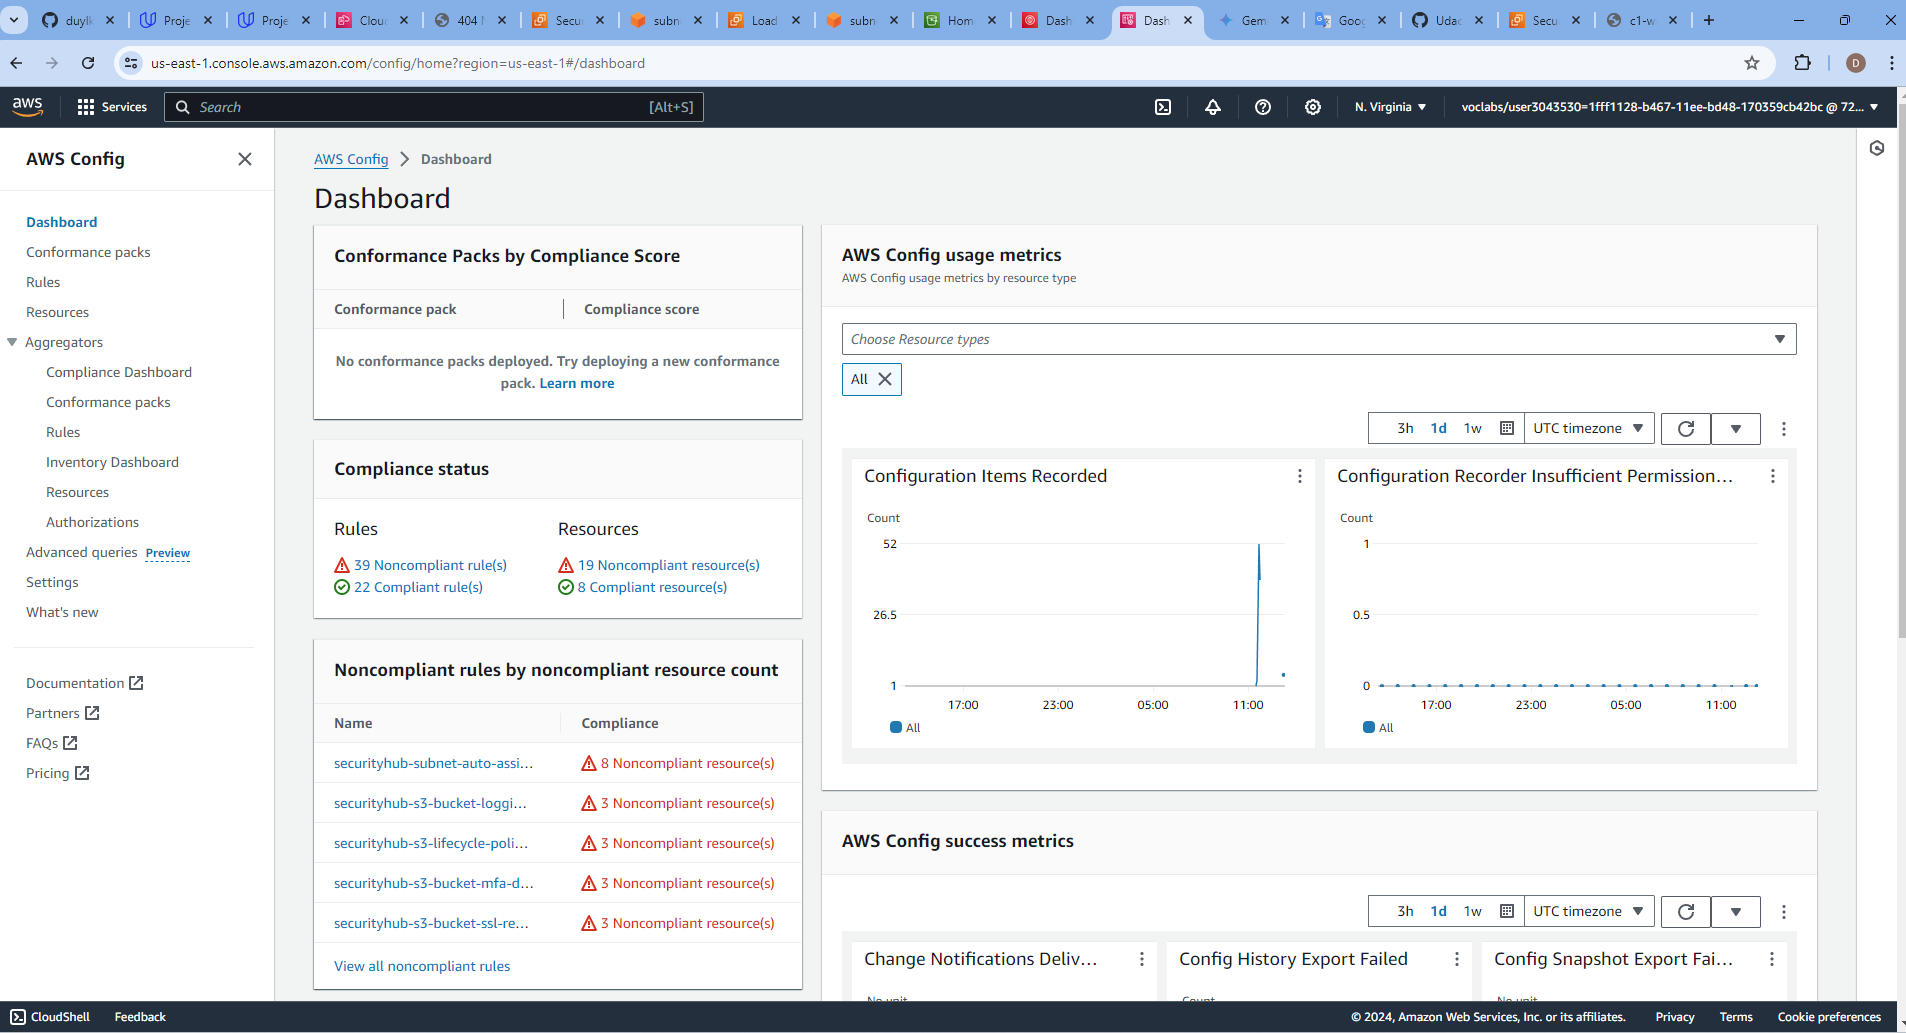 duylk
Proje
Proje
Clou
404
Secu
subn
Load
subn
Hom
Dash
Dash
Gem
Goog
Udac
Secu
c1-w
us-east-1.console.aws.amazon.com/config/home?region=us-east-1#/dashboard
D
aws
Services
Search
[Alt+S]
N. Virginia
voclabs/user3043530=1fff1128-b467-11ee-bd48-170359cb42bc @ 72...
AWS Config
Dashboard
Conformance packs
Rules
Resources
Aggregators
Compliance Dashboard
Conformance packs
Rules
Inventory Dashboard
Resources
Authorizations
Advanced queries Preview
Settings
What's new
Documentation
Partners
FAQs
Pricing
AWS Config
Dashboard
Dashboard
Conformance Packs by Compliance Score
Conformance pack
Compliance score
No conformance packs deployed. Try deploying a new conformance
pack. Learn more
Compliance status
Rules
39 Noncompliant rule(s)
22 Compliant rule(s)
Resources
19 Noncompliant resource(s)
8 Compliant resource(s)
Noncompliant rules by noncompliant resource count
Name
Compliance
securityhub-subnet-auto-assi...
8 Noncompliant resource(s)
securityhub-s3-bucket-loggi...
3 Noncompliant resource(s)
securityhub-s3-lifecycle-poli...
3 Noncompliant resource(s)
securityhub-s3-bucket-mfa-d...
3 Noncompliant resource(s)
securityhub-s3-bucket-ssl-re...
3 Noncompliant resource(s)
View all noncompliant rules
AWS Config usage metrics
AWS Config usage metrics by resource type
Choose Resource types
All
3h
1d
1w
UTC timezone
Configuration Items Recorded
Count
52
26.5
1
17:00
23:00
05:00
11:00
All
Configuration Recorder Insufficient Permission...
Count
1
0.5
0
17:00
23:00
05:00
11:00
All
AWS Config success metrics
3h
1d
1w
UTC timezone
Change Notifications Deliv...
No unit
Config History Export Failed
Count
Config Snapshot Export Fai...
No unit
CloudShell
Feedback
© 2024, Amazon Web Services, Inc. or its affiliates.
Privacy
Terms
Cookie preferences